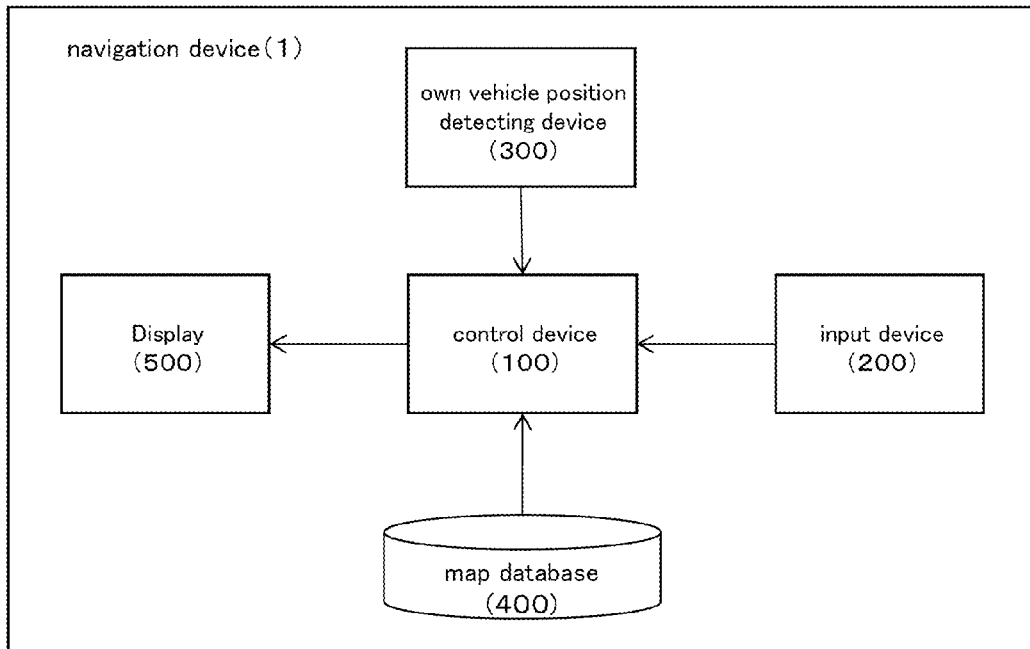 navigation device(1)
own vehicle position
detecting device
(300)
Display
(500)
control device
(100)
input device
(200)
map database
(400)